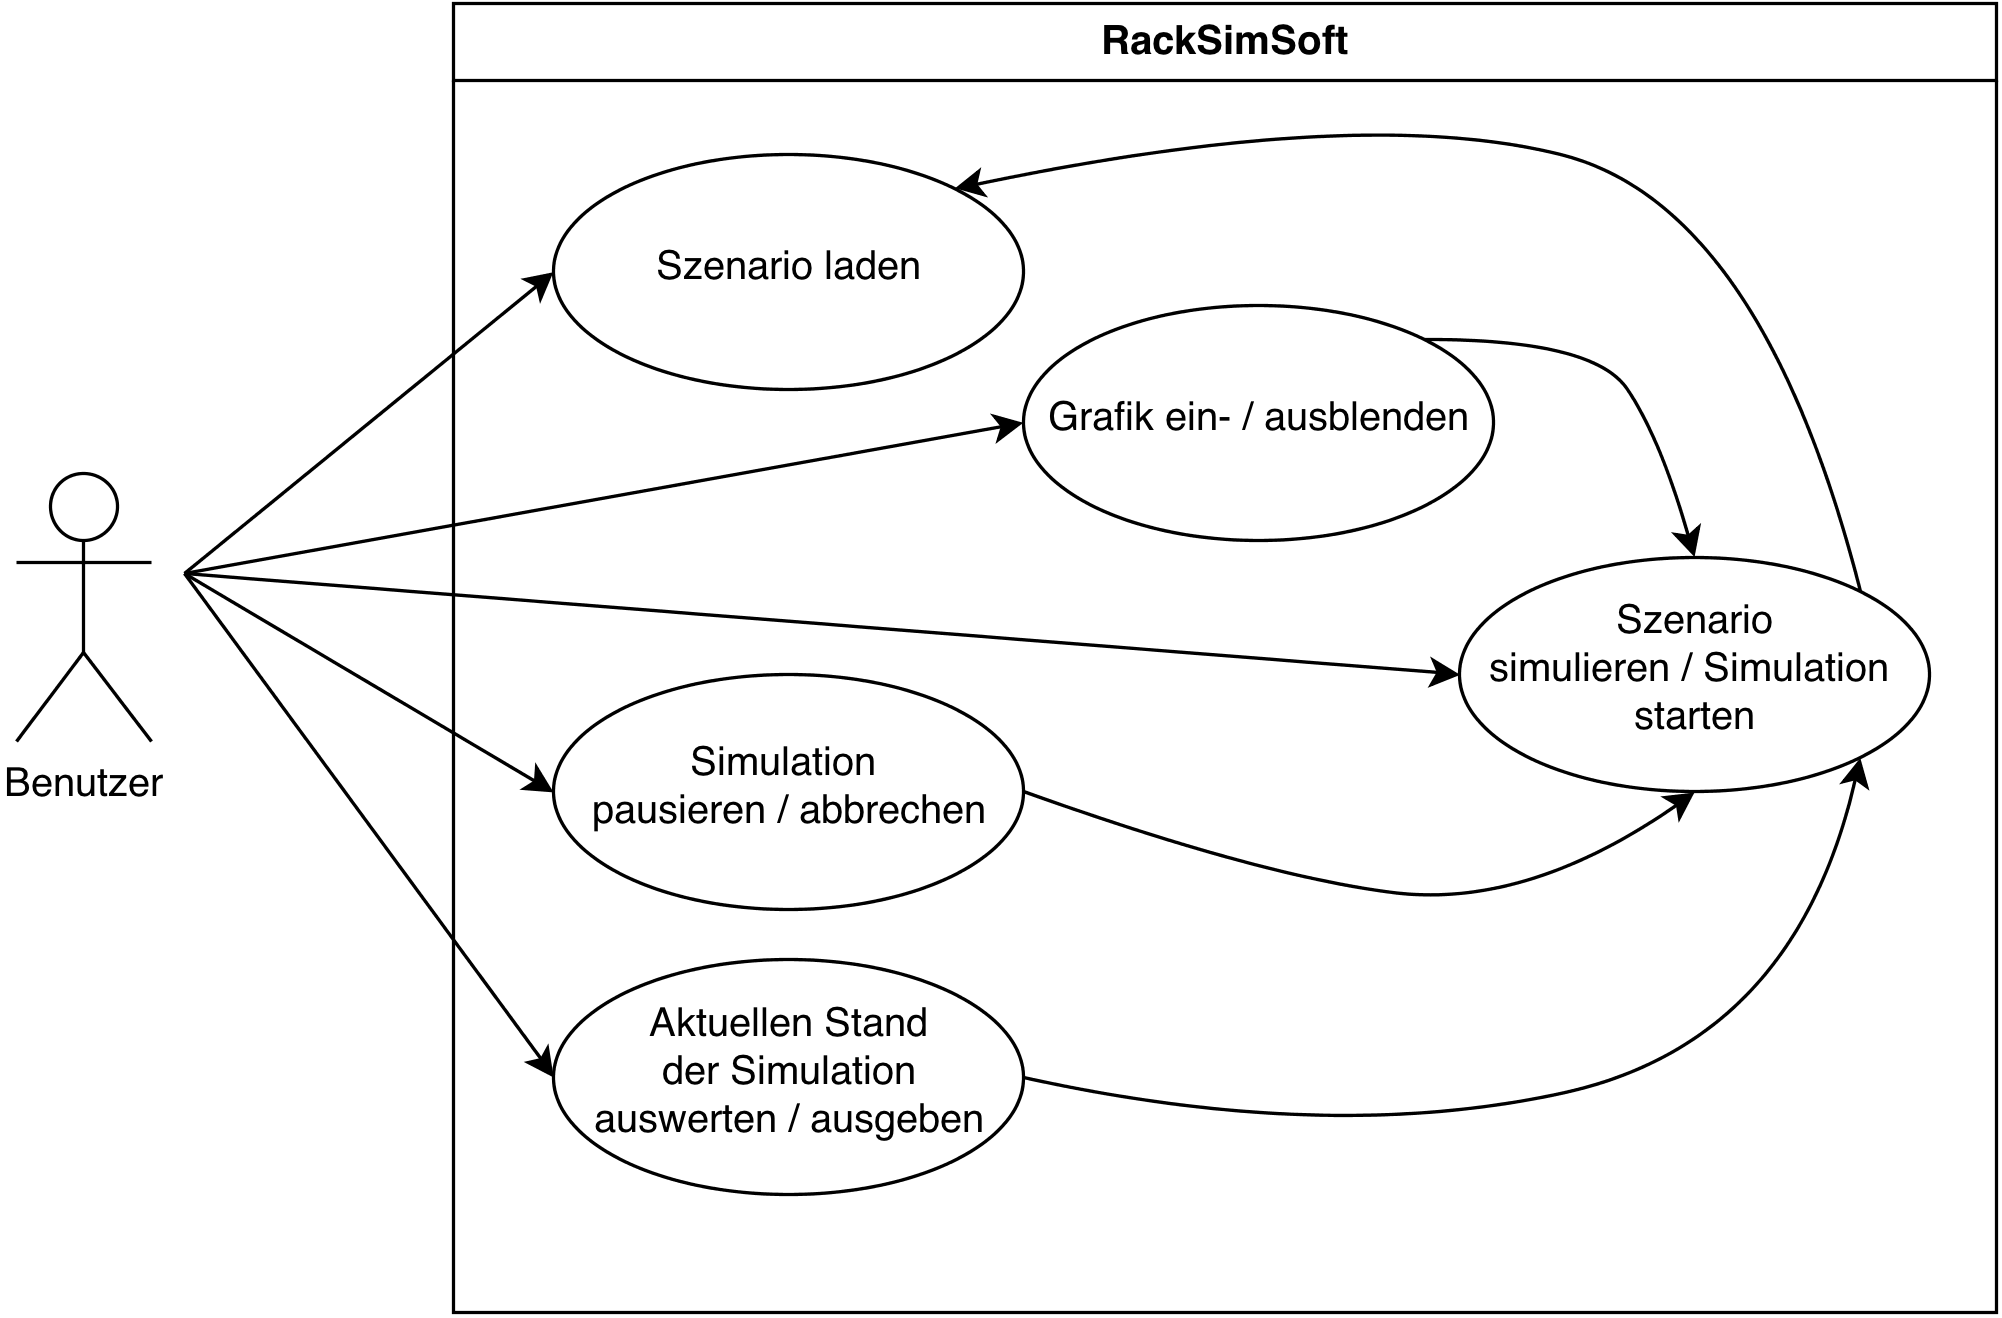 RackSimSoft
Szenario laden
Grafik ein- / ausblenden
Szenario
simulieren / Simulation
starten
Simulation
pausieren / abbrechen
Benutzer
Aktuellen Stand
der Simulation
auswerten / ausgeben